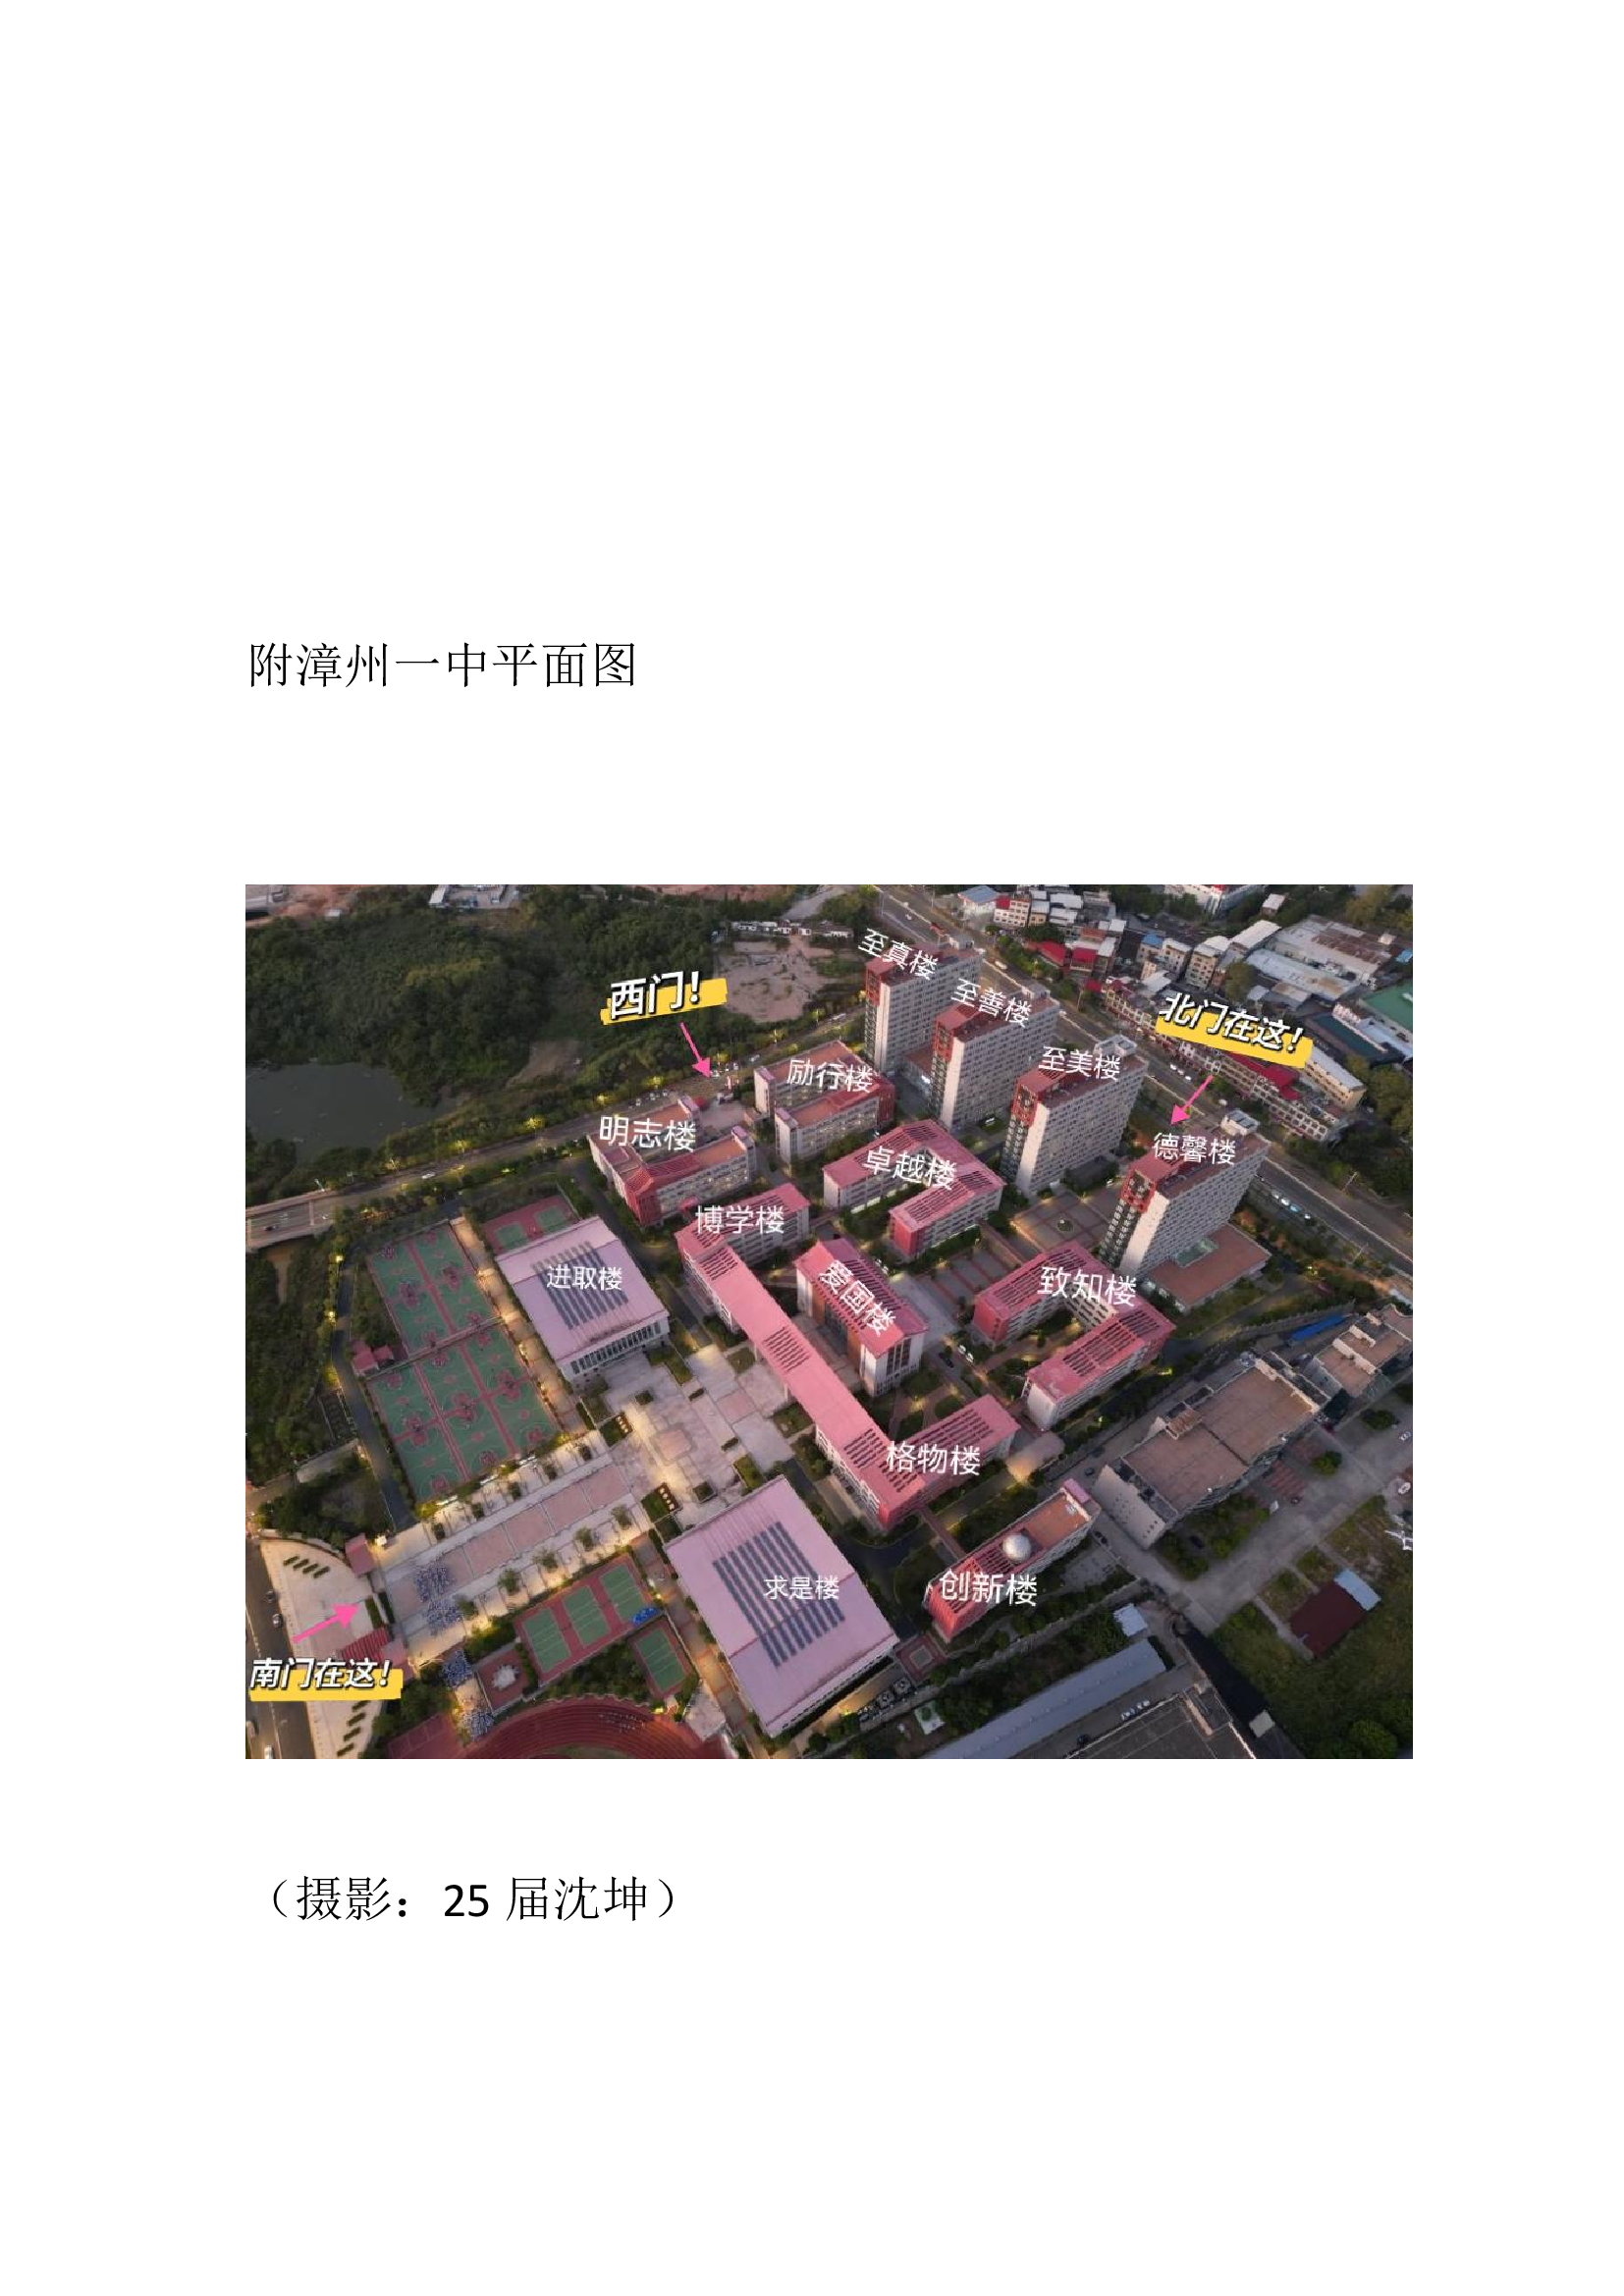 附漳州一中平面图
至真楼
西门！
至善楼
北门在这！
至美楼
励行楼
明志楼
德馨楼
卓越楼
博学楼
进取楼
爱国楼
致知楼
格物楼
求是楼
创新楼
南门在这！
（摄影：25 届沈坤）